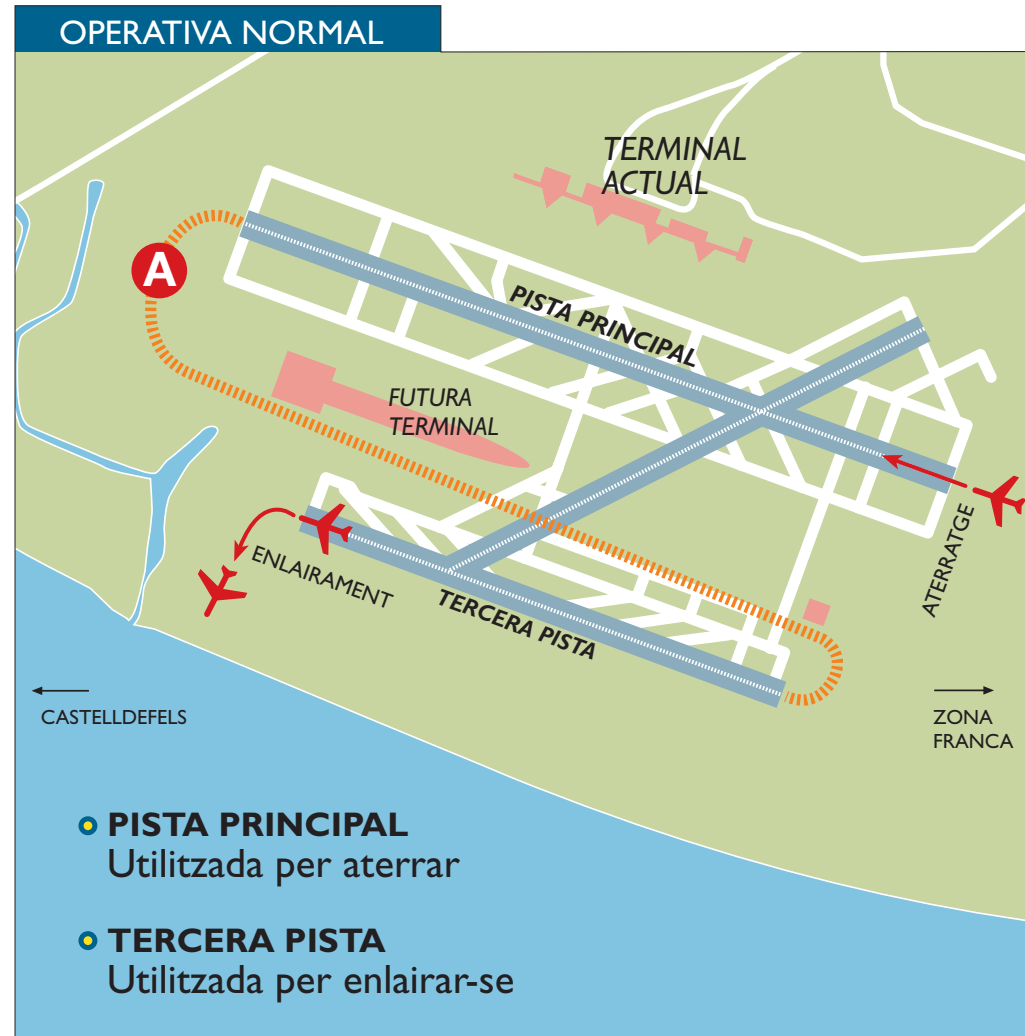 OPERATIVA NORMAL
TERMINAL
ACTUAL
A
PISTA PRINCIPAL
FUTURA
TERMINAL
ENLAIRAMENT
TERCERA PISTA
ATERRATGE
CASTELLDEFELS
ZONA
FRANCA
PISTA PRINCIPAL
Utilitzada per aterrar
TERCERA PISTA
Utilitzada per enlairar-se